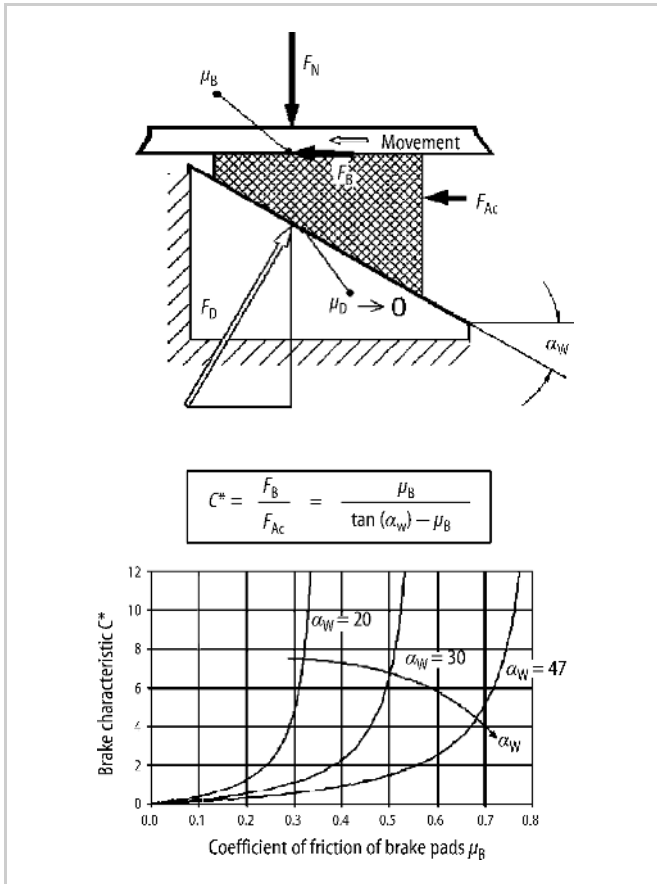 F_N
μ_B
Movement
F_B
F_Ac
F_D
μ_D → 0
α_W
C* = F_B / F_Ac = μ_B / (tan (α_w) – μ_B)
Brake characteristic C*
12
10
8
6
4
2
0
α_W = 20
α_W = 30
α_W = 47
α_W
0.0 0.1 0.2 0.3 0.4 0.5 0.6 0.7 0.8
Coefficient of friction of brake pads μ_B